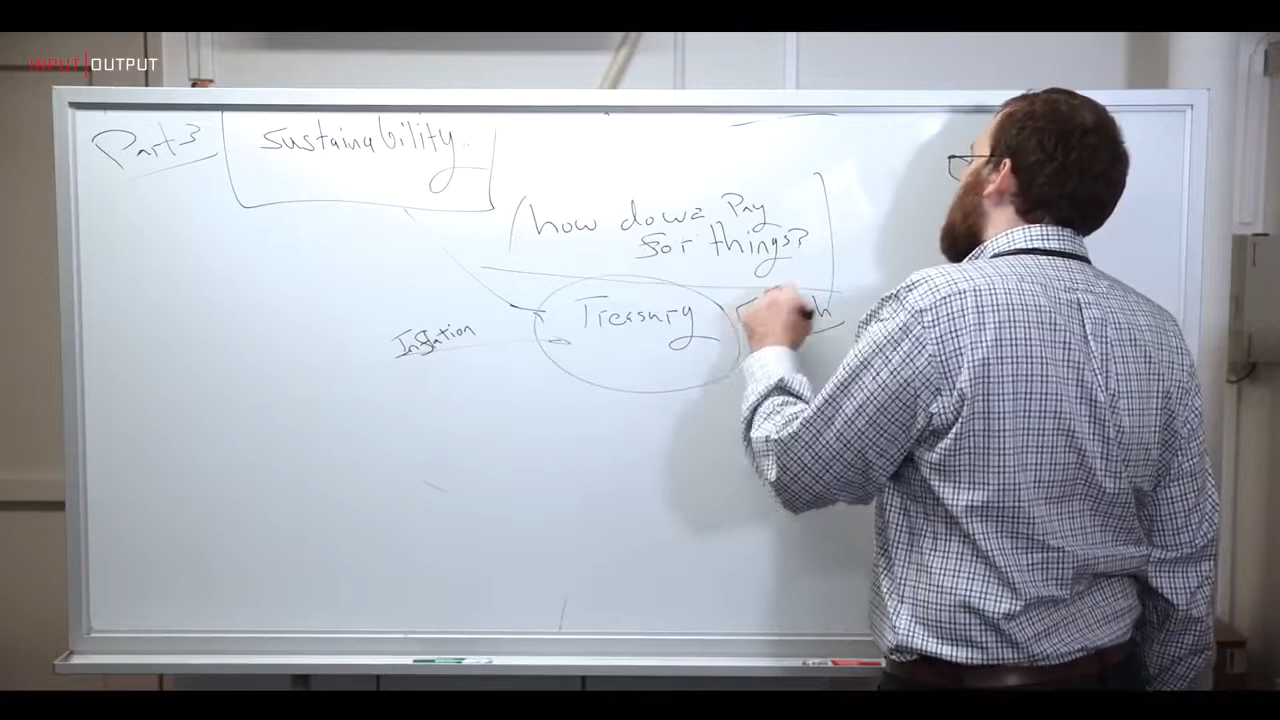 INPUT|OUTPUT
Part 3
sustainability..
how do we Pay
for things?
Treasury
Inflation